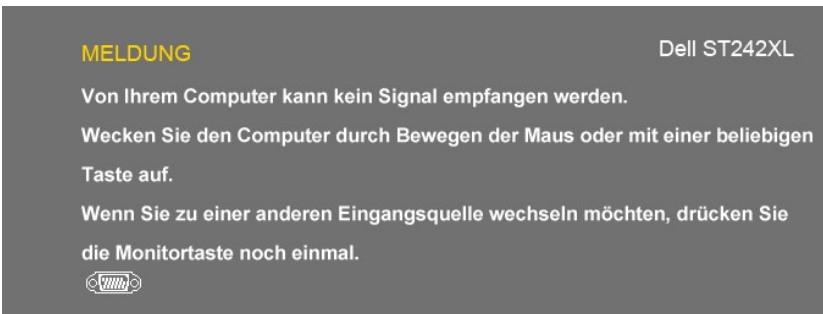 MELDUNG
Dell ST242XL
Von Ihrem Computer kann kein Signal empfangen werden.
Wecken Sie den Computer durch Bewegen der Maus oder mit einer beliebigen
Taste auf.
Wenn Sie zu einer anderen Eingangsquelle wechseln möchten, drücken Sie
die Monitortaste noch einmal.